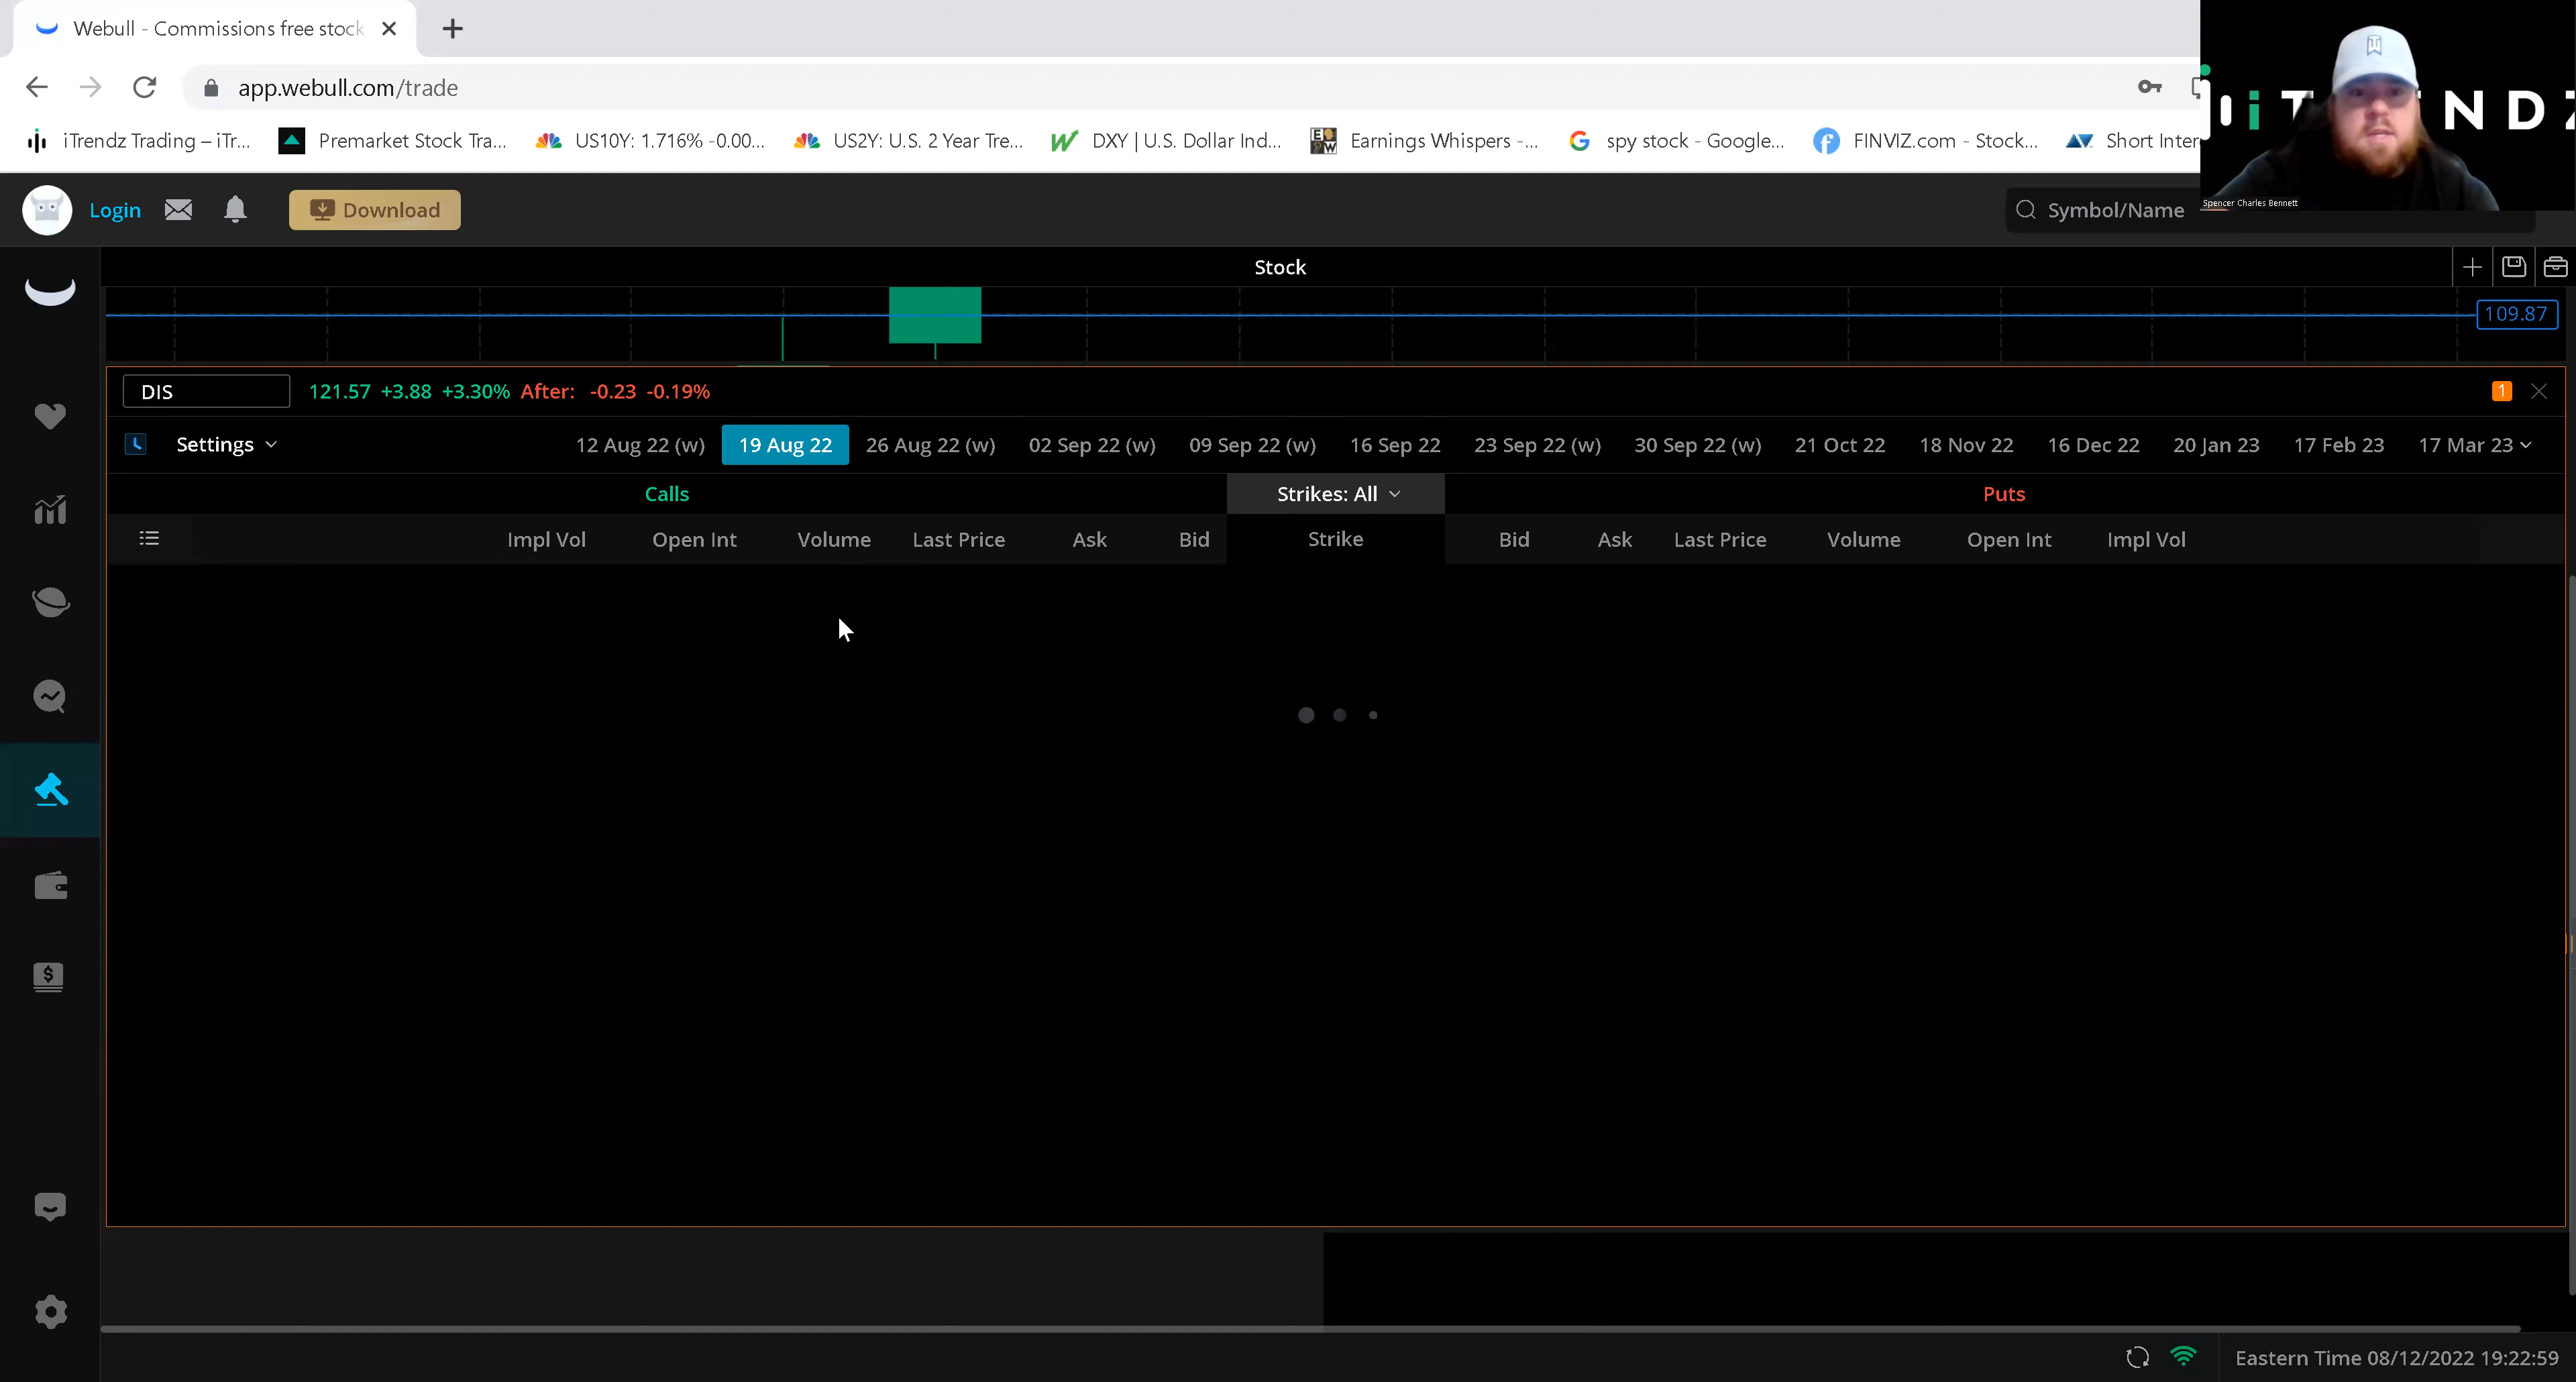 Webull - Commissions free stock
app.webull.com/trade
iTrendz Trading – iTr...
Premarket Stock Tra...
US10Y: 1.716% -0.00...
US2Y: U.S. 2 Year Tre...
DXY | U.S. Dollar Ind...
Earnings Whispers -...
spy stock - Google...
FINVIZ.com - Stock...
Short Inter
Spencer Charles Bennett
Login
Download
Symbol/Name
Stock
109.87
DIS 121.57 +3.88 +3.30% After: -0.23 -0.19% 1
Settings 12 Aug 22 (w) 19 Aug 22 26 Aug 22 (w) 02 Sep 22 (w) 09 Sep 22 (w) 16 Sep 22 23 Sep 22 (w) 30 Sep 22 (w) 21 Oct 22 18 Nov 22 16 Dec 22 20 Jan 23 17 Feb 23 17 Mar 23
Calls Strikes: All Puts
Impl Vol Open Int Volume Last Price Ask Bid Strike Bid Ask Last Price Volume Open Int Impl Vol
Eastern Time 08/12/2022 19:22:59